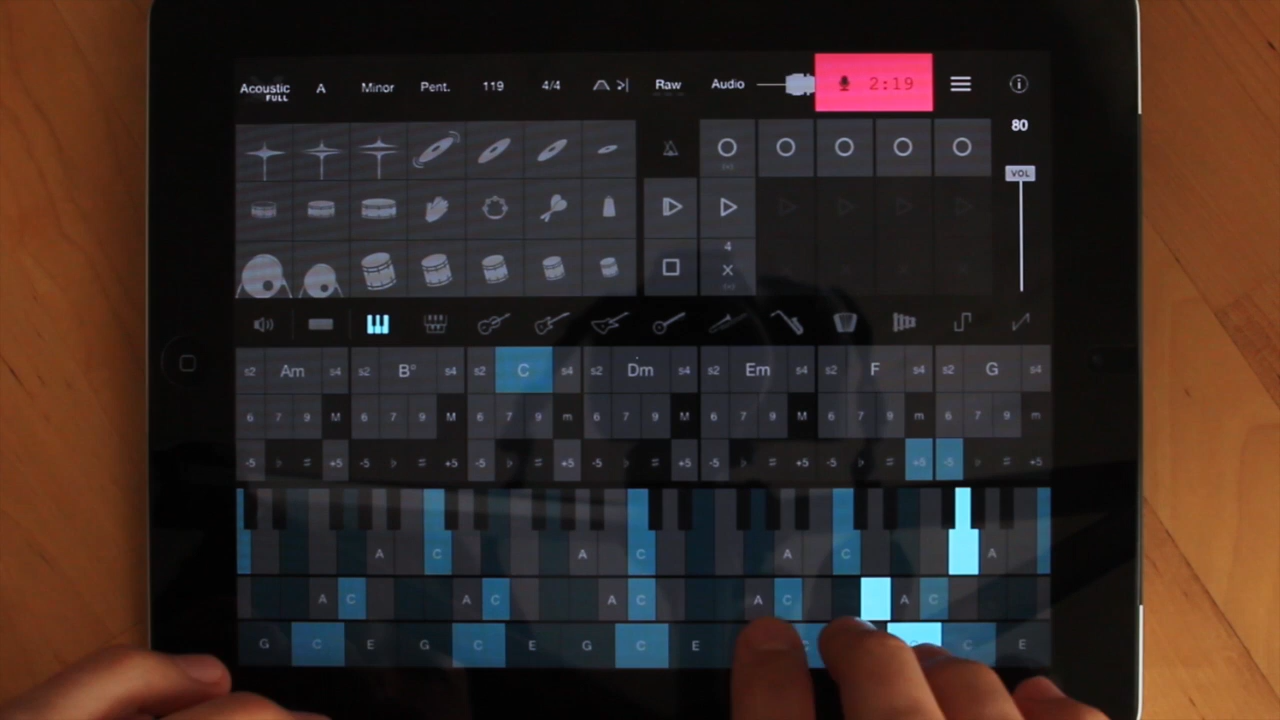 Acoustic A Minor Pent. 119 4/4 Raw Audio 2:19
FULL
80
VOL
4
x
s2 Am s4 s2 B° s4 s2 C s4 s2 Dm s4 s2 Em s4 s2 F s4 s2 G s4
6 7 9 M 6 7 9 M 6 7 9 m 6 7 9 M 6 7 9 M 6 7 9 m 6 7 9 m
-5 ♭ ♯ +5 -5 ♭ ♯ +5 -5 ♭ ♯ +5 -5 ♭ ♯ +5 -5 ♭ ♯ +5 -5 ♭ ♯ +5 -5 ♭ ♯ +5
A C A C A C A
A C A C A C A C A C
G C E G C E G C E C C E